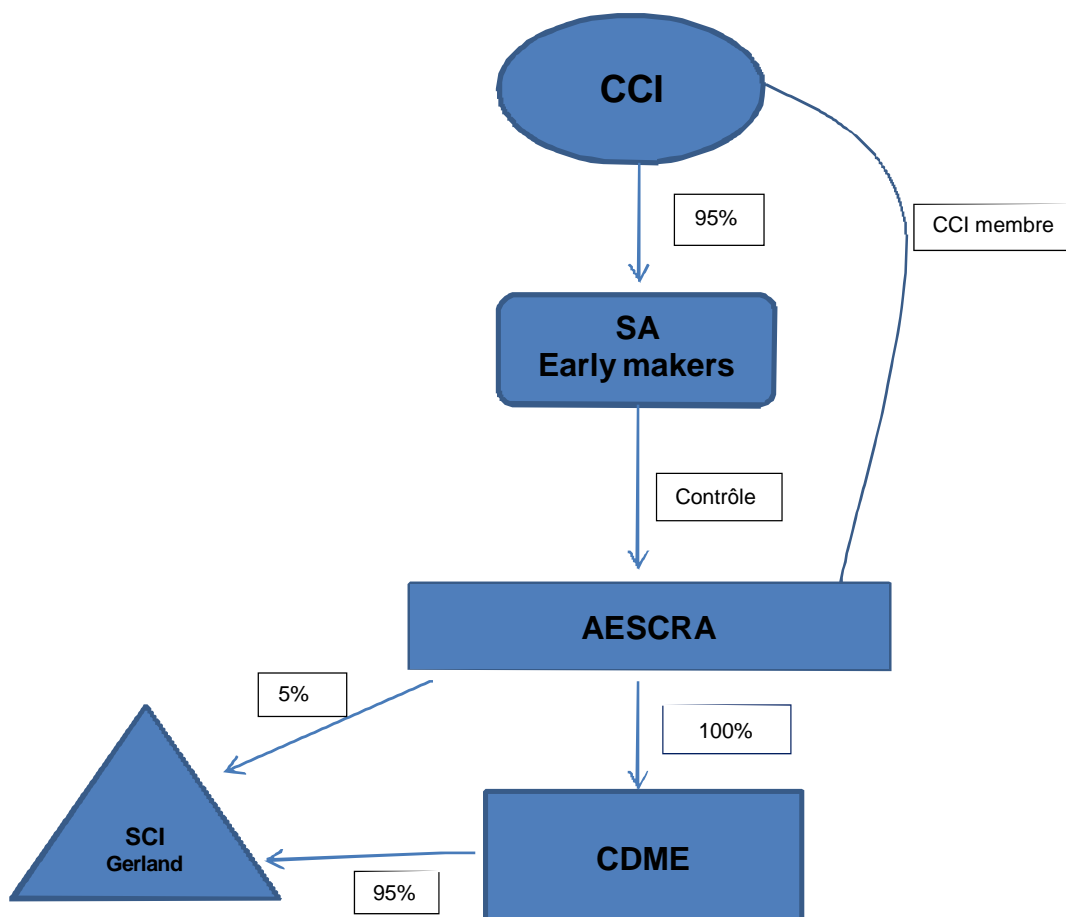 CCI
95%
CCI membre
SA
Early makers
Contrôle
AESCRA
5%
100%
SCI
Gerland
CDME
95%